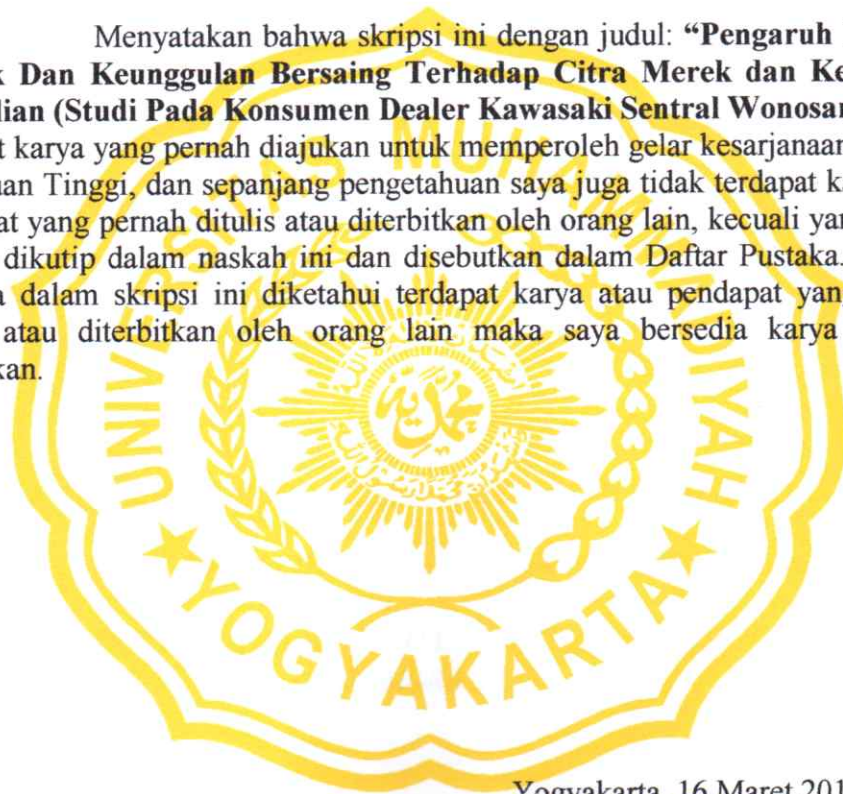 Menyatakan bahwa skripsi ini dengan judul: “Pengaruh
k Dan Keunggulan Bersaing Terhadap Citra Merek dan Ke
lian (Studi Pada Konsumen Dealer Kawasaki Sentral Wonosar
t karya yang pernah diajukan untuk memperoleh gelar kesarjanaan
uan Tinggi, dan sepanjang pengetahuan saya juga tidak terdapat k
at yang pernah ditulis atau diterbitkan oleh orang lain, kecuali yan
dikutip dalam naskah ini dan disebutkan dalam Daftar Pustaka.
a dalam skripsi ini diketahui terdapat karya atau pendapat yang
atau diterbitkan oleh orang lain maka saya bersedia karya
kan.
UNIVERSITAS MUHAMMADIYAH
★ YOGYAKARTA ★
محمدية
Yogyakarta, 16 Maret 201